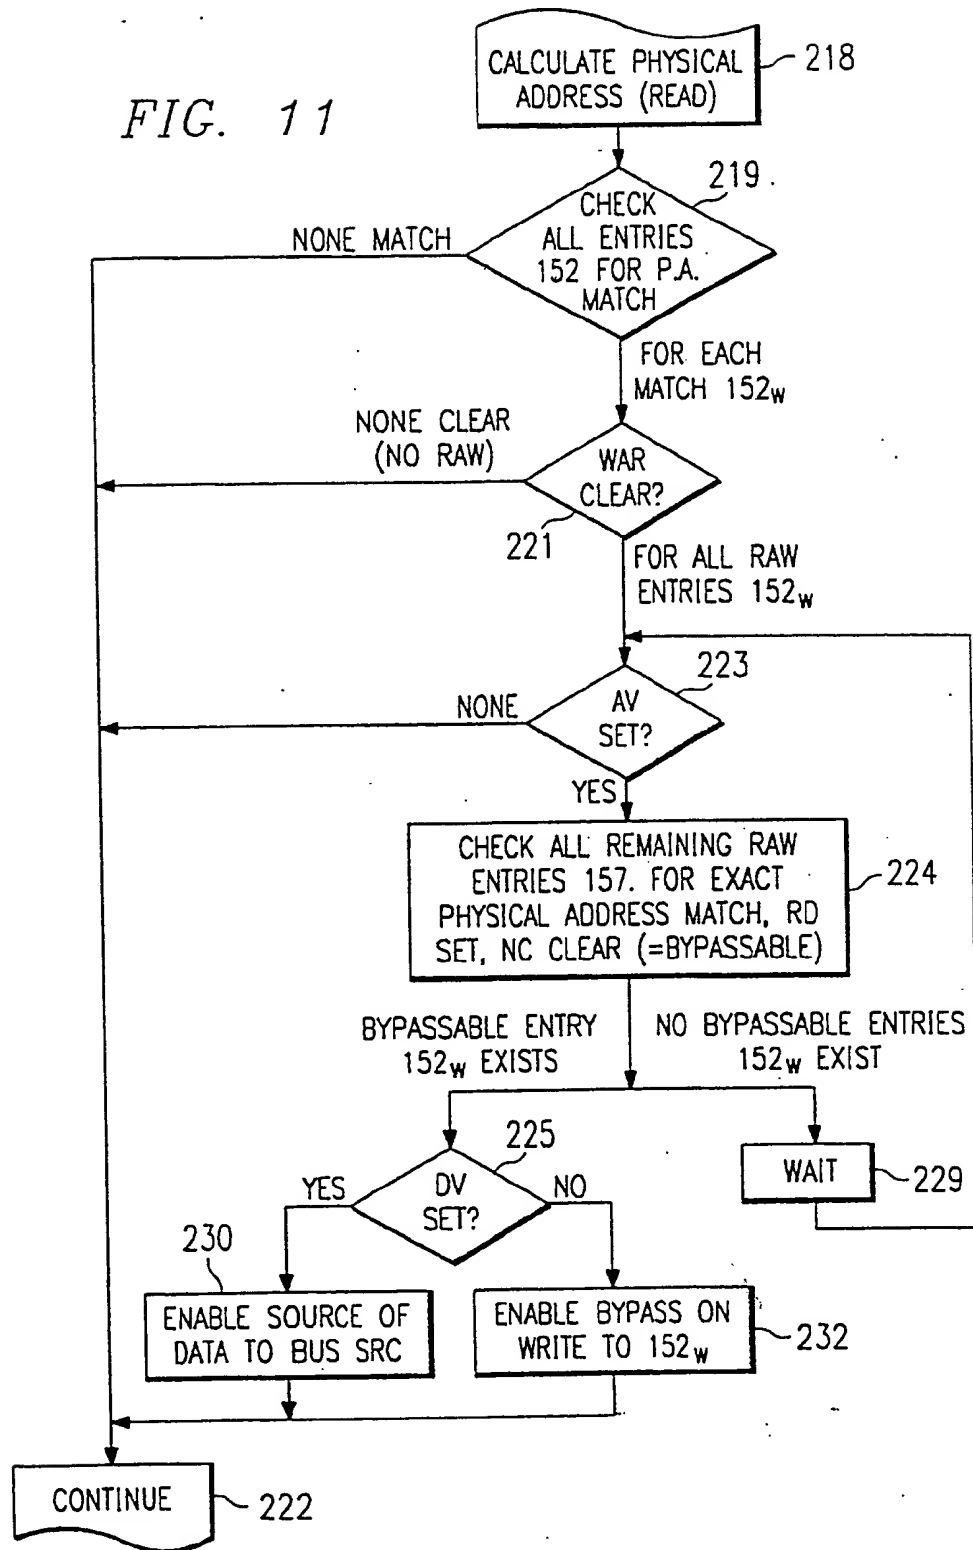 FIG. 11
CALCULATE PHYSICAL
ADDRESS (READ)
218
219
CHECK
ALL ENTRIES
152 FOR P.A.
MATCH
NONE MATCH
FOR EACH
MATCH 152w
NONE CLEAR
(NO RAW)
WAR
CLEAR?
221
FOR ALL RAW
ENTRIES 152w
223
AV
SET?
NONE
YES
CHECK ALL REMAINING RAW
ENTRIES 157. FOR EXACT
PHYSICAL ADDRESS MATCH, RD
SET, NC CLEAR (=BYPASSABLE)
224
BYPASSABLE ENTRY
152w EXISTS
NO BYPASSABLE ENTRIES
152w EXIST
225
YES
DV
SET?
NO
WAIT
229
230
ENABLE SOURCE OF
DATA TO BUS SRC
ENABLE BYPASS ON
WRITE TO 152w
232
CONTINUE
222